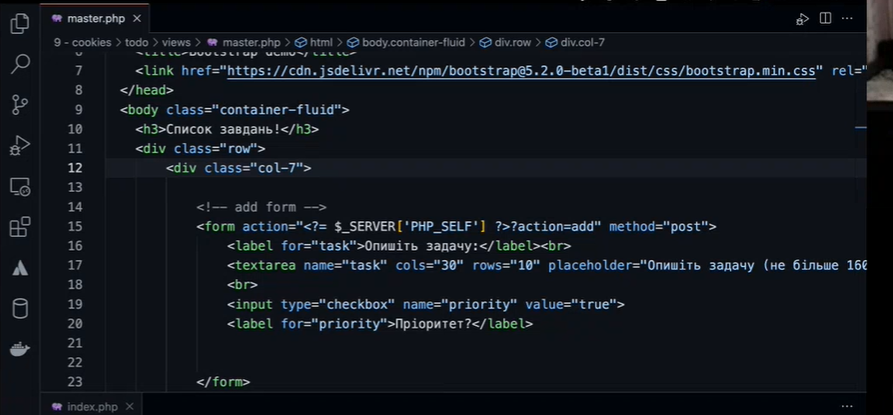 master.php
9 - cookies > todo > views > master.php > html > body.container-fluid > div.row > div.col-7
6 <title>Bootstrap demo</title>
7 <link href="https://cdn.jsdelivr.net/npm/bootstrap@5.2.0-beta1/dist/css/bootstrap.min.css" rel="
8 </head>
9 <body class="container-fluid">
10 <h3>Список завдань!</h3>
11 <div class="row">
12 <div class="col-7">
13
14 <!-- add form -->
15 <form action="<?= $_SERVER['PHP_SELF'] ?>?action=add" method="post">
16 <label for="task">Опишіть задачу:</label><br>
17 <textarea name="task" cols="30" rows="10" placeholder="Опишіть задачу (не більше 160
18 <br>
19 <input type="checkbox" name="priority" value="true">
20 <label for="priority">Пріоритет?</label>
21
22
23 </form>
index.php